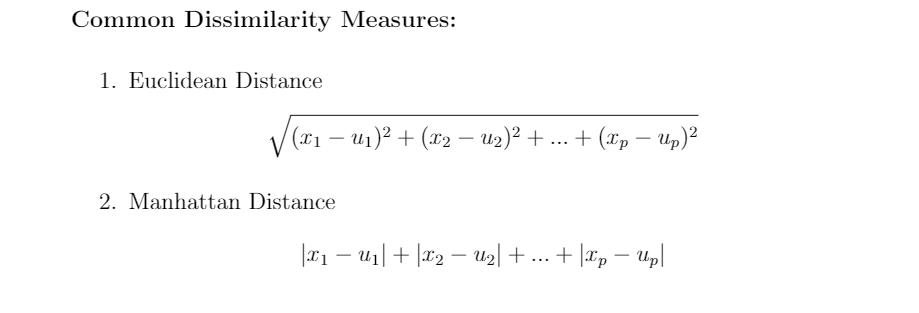 Common Dissimilarity Measures:
1. Euclidean Distance
√(x₁ − u₁)² + (x₂ − u₂)² + ... + (xₚ − uₚ)²
2. Manhattan Distance
|x₁ − u₁| + |x₂ − u₂| + ... + |xₚ − uₚ|